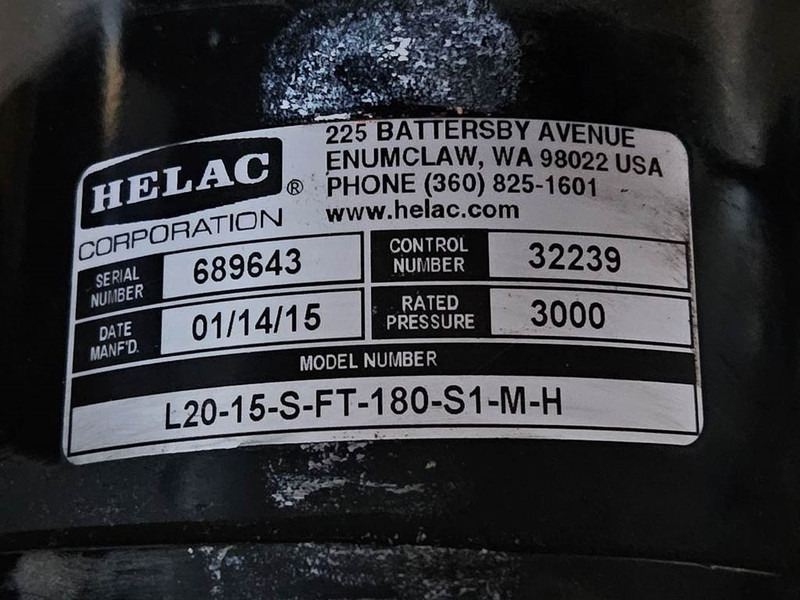 HELAC®
CORPORATION
225 BATTERSBY AVENUE
ENUMCLAW, WA 98022 USA
PHONE (360) 825-1601
www.helac.com
SERIAL NUMBER 689643
CONTROL NUMBER 32239
DATE MANF'D. 01/14/15
RATED PRESSURE 3000
MODEL NUMBER
L20-15-S-FT-180-S1-M-H